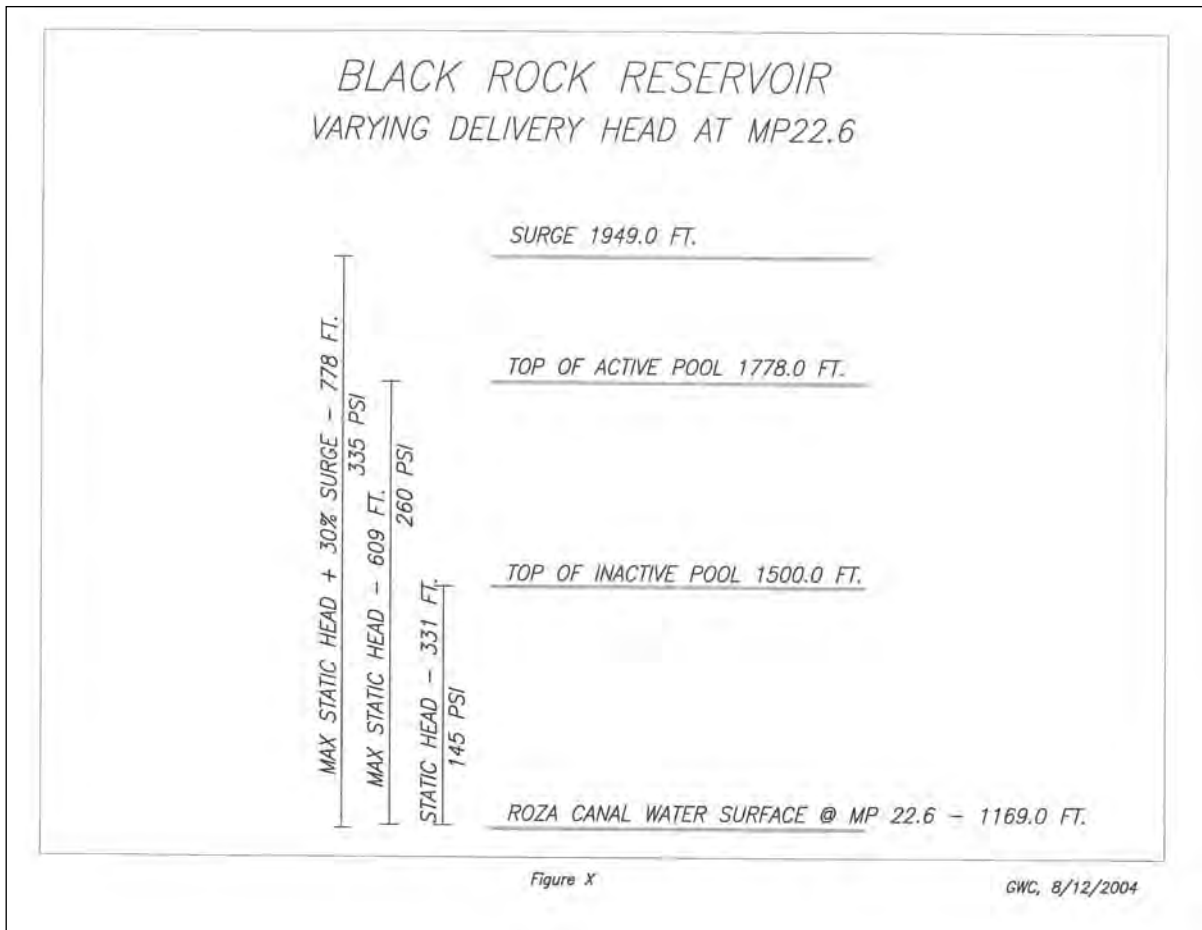 BLACK ROCK RESERVOIR
VARYING DELIVERY HEAD AT MP22.6
SURGE 1949.0 FT.
TOP OF ACTIVE POOL 1778.0 FT.
TOP OF INACTIVE POOL 1500.0 FT.
ROZA CANAL WATER SURFACE @ MP 22.6 – 1169.0 FT.
MAX STATIC HEAD + 30% SURGE – 778 FT.
335 PSI
MAX STATIC HEAD – 609 FT.
260 PSI
STATIC HEAD – 331 FT.
145 PSI
Figure X
GWC, 8/12/2004